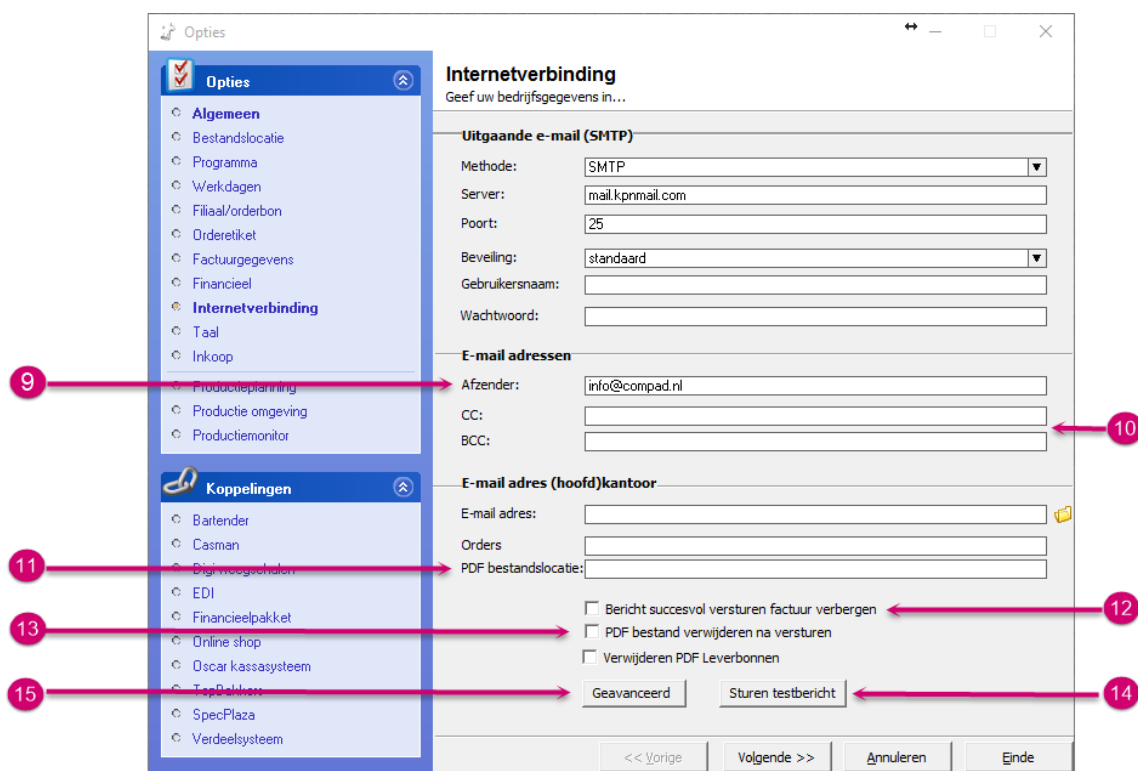 Opties
Opties
Algemeen
Bestandslocatie
Programma
Werkdagen
Filiaal/orderbon
Orderetiket
Factuurgegevens
Financieel
Internetverbinding
Taal
Inkoop
Productieplanning
Productie omgeving
Productiemonitor
Koppelingen
Bartender
Casman
Digi weegschalen
EDI
Financieelpakket
Online shop
Oscar kassasysteem
TopBakkers
SpecPlaza
Verdeelsysteem
Internetverbinding
Geef uw bedrijfsgegevens in...
Uitgaande e-mail (SMTP)
Methode: SMTP
Server: mail.kpnmail.com
Poort: 25
Beveiling: standaard
Gebruikersnaam:
Wachtwoord:
E-mail adressen
9 Afzender: info@compad.nl
CC:
10
BCC:
E-mail adres (hoofd)kantoor
E-mail adres:
Orders
11 PDF bestandslocatie:
Bericht succesvol versturen factuur verbergen 12
13 PDF bestand verwijderen na versturen
Verwijderen PDF Leverbonnen
15 Geavanceerd Sturen testbericht 14
<< Vorige Volgende >> Annuleren Einde